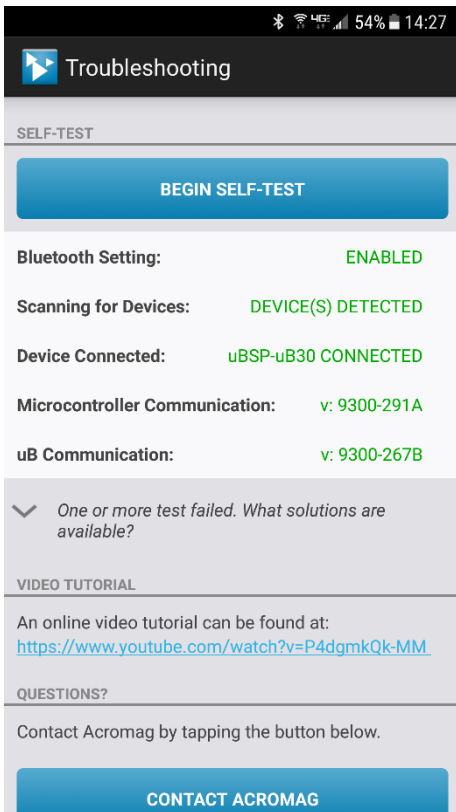 4G 54% 14:27
Troubleshooting
SELF-TEST
BEGIN SELF-TEST
Bluetooth Setting: ENABLED
Scanning for Devices: DEVICE(S) DETECTED
Device Connected: uBSP-uB30 CONNECTED
Microcontroller Communication: v: 9300-291A
uB Communication: v: 9300-267B
One or more test failed. What solutions are
available?
VIDEO TUTORIAL
An online video tutorial can be found at:
https://www.youtube.com/watch?v=P4dgmkQk-MM
QUESTIONS?
Contact Acromag by tapping the button below.
CONTACT ACROMAG